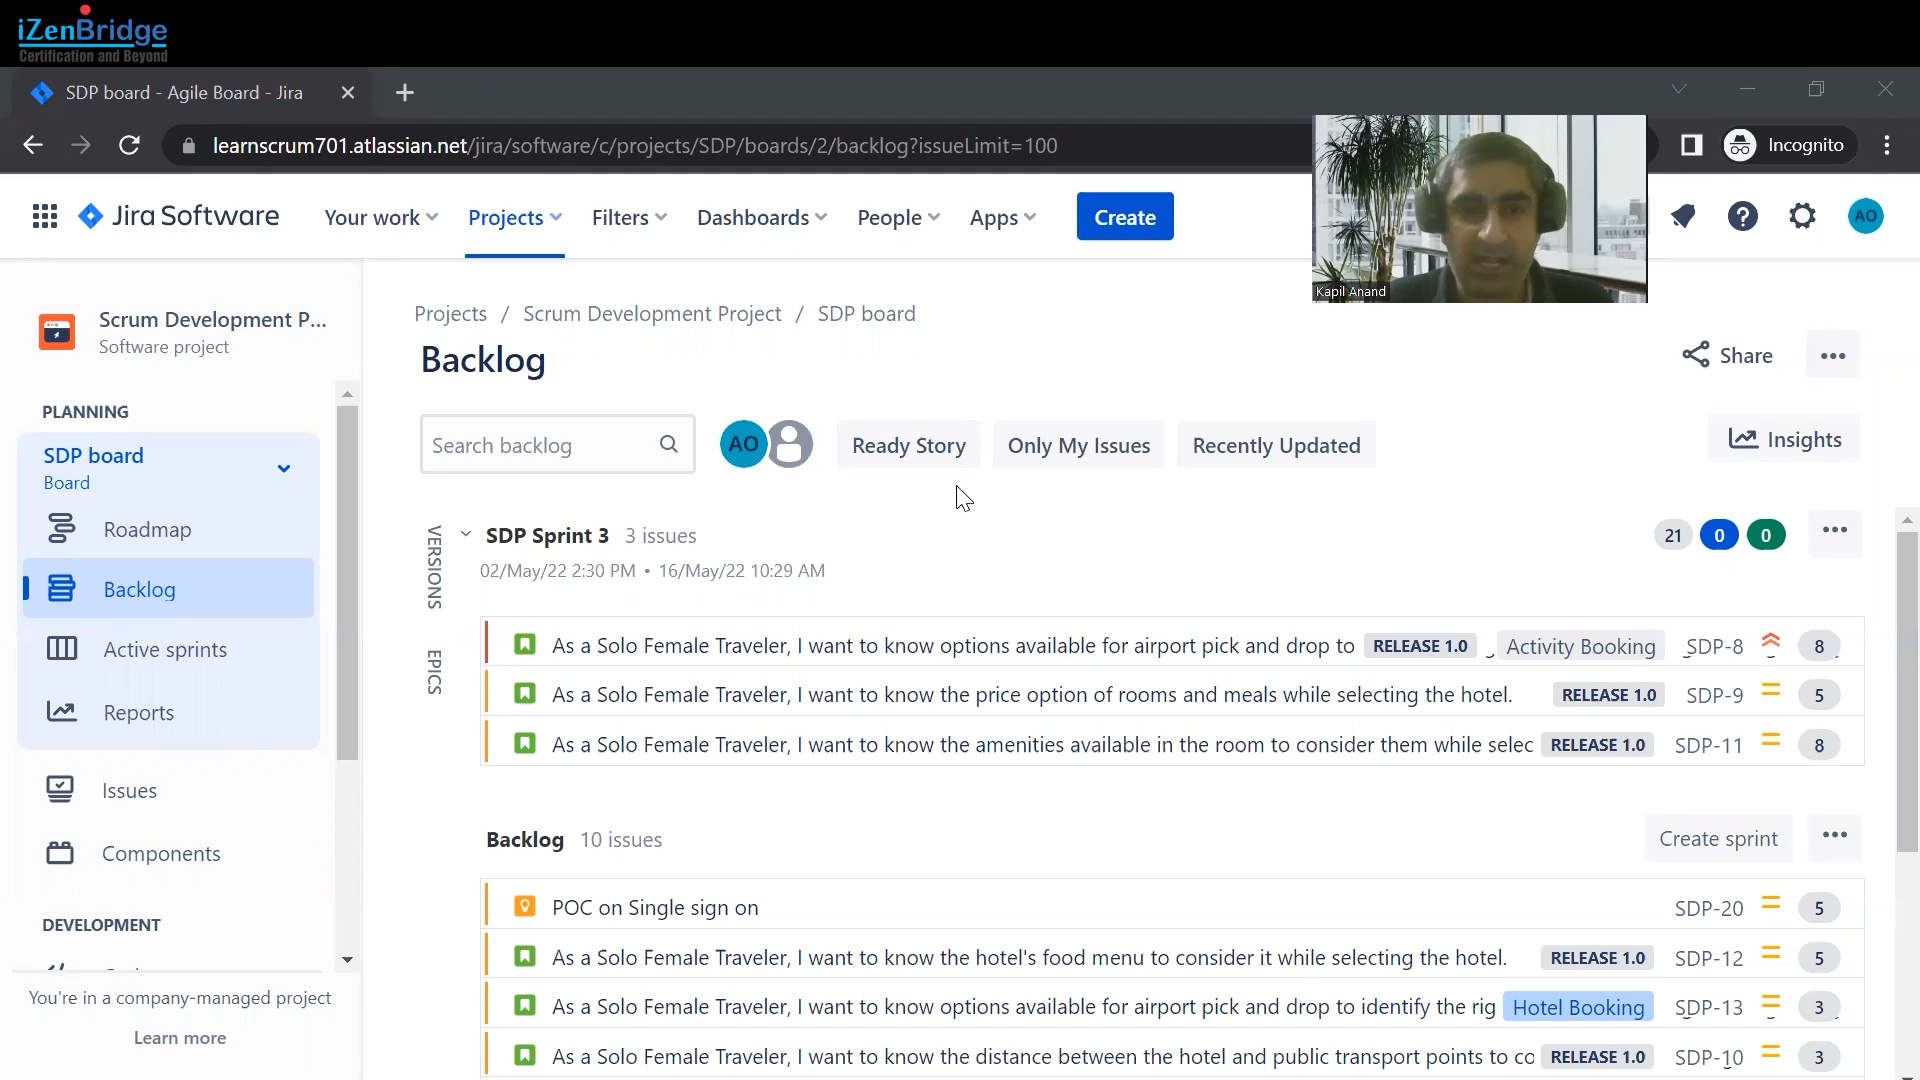 iZenBridge
Certification and Beyond
SDP board - Agile Board - Jira
learnscrum701.atlassian.net/jira/software/c/projects/SDP/boards/2/backlog?issueLimit=100
Incognito
Jira Software
Your work
Projects
Filters
Dashboards
People
Apps
Create
AO
Kapil Anand
Scrum Development P...
Software project
PLANNING
SDP board
Board
Roadmap
Backlog
Active sprints
Reports
Issues
Components
DEVELOPMENT
You're in a company-managed project
Learn more
Projects / Scrum Development Project / SDP board
Backlog
Share
Search backlog
AO
Ready Story
Only My Issues
Recently Updated
Insights
VERSIONS
EPICS
SDP Sprint 3 3 issues
21 0 0
02/May/22 2:30 PM • 16/May/22 10:29 AM
As a Solo Female Traveler, I want to know options available for airport pick and drop to RELEASE 1.0 Activity Booking SDP-8 8
As a Solo Female Traveler, I want to know the price option of rooms and meals while selecting the hotel. RELEASE 1.0 SDP-9 5
As a Solo Female Traveler, I want to know the amenities available in the room to consider them while selec RELEASE 1.0 SDP-11 8
Backlog 10 issues
Create sprint
POC on Single sign on SDP-20 5
As a Solo Female Traveler, I want to know the hotel's food menu to consider it while selecting the hotel. RELEASE 1.0 SDP-12 5
As a Solo Female Traveler, I want to know options available for airport pick and drop to identify the rig Hotel Booking SDP-13 3
As a Solo Female Traveler, I want to know the distance between the hotel and public transport points to co RELEASE 1.0 SDP-10 3